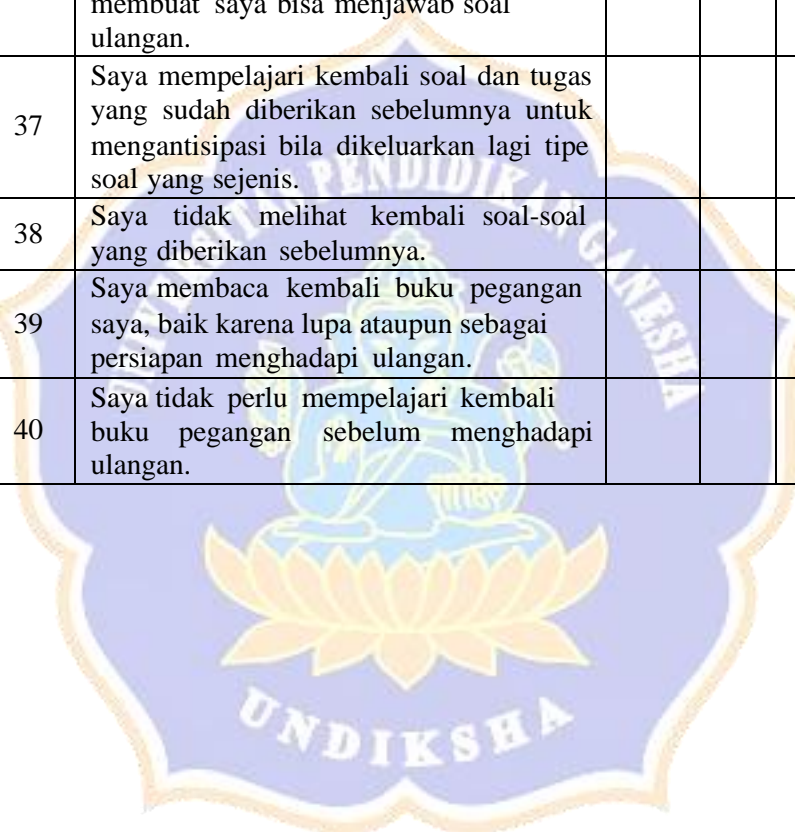 membuat saya bisa menjawab soal
ulangan.
37
Saya mempelajari kembali soal dan tugas
yang sudah diberikan sebelumnya untuk
mengantisipasi bila dikeluarkan lagi tipe
soal yang sejenis.
38
Saya tidak melihat kembali soal-soal
yang diberikan sebelumnya.
39
Saya membaca kembali buku pegangan
saya, baik karena lupa ataupun sebagai
persiapan menghadapi ulangan.
40
Saya tidak perlu mempelajari kembali
buku pegangan sebelum menghadapi
ulangan.
UNIVERSITAS PENDIDIKAN GANESHA
UNDIKSHA